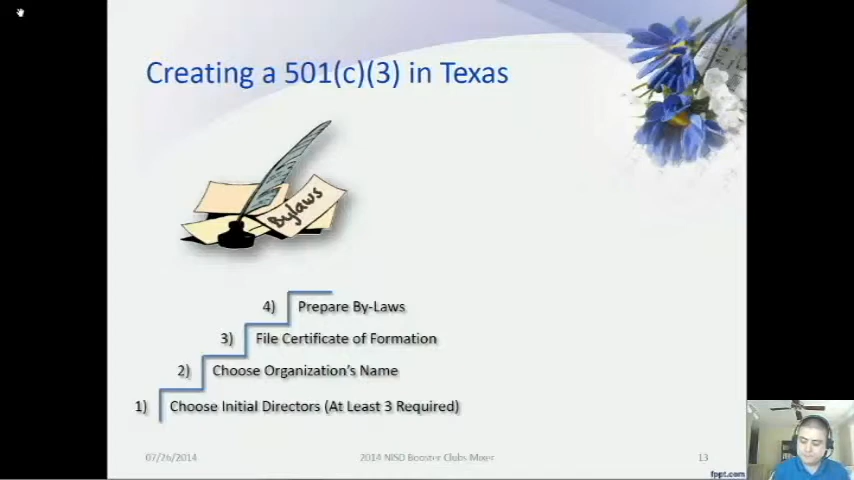 Creating a 501(c)(3) in Texas
Bylaws
4) Prepare By-Laws
3) File Certificate of Formation
2) Choose Organization's Name
1) Choose Initial Directors (At Least 3 Required)
07/26/2014 2014 NISD Booster Clubs Mixer 13
fppt.com